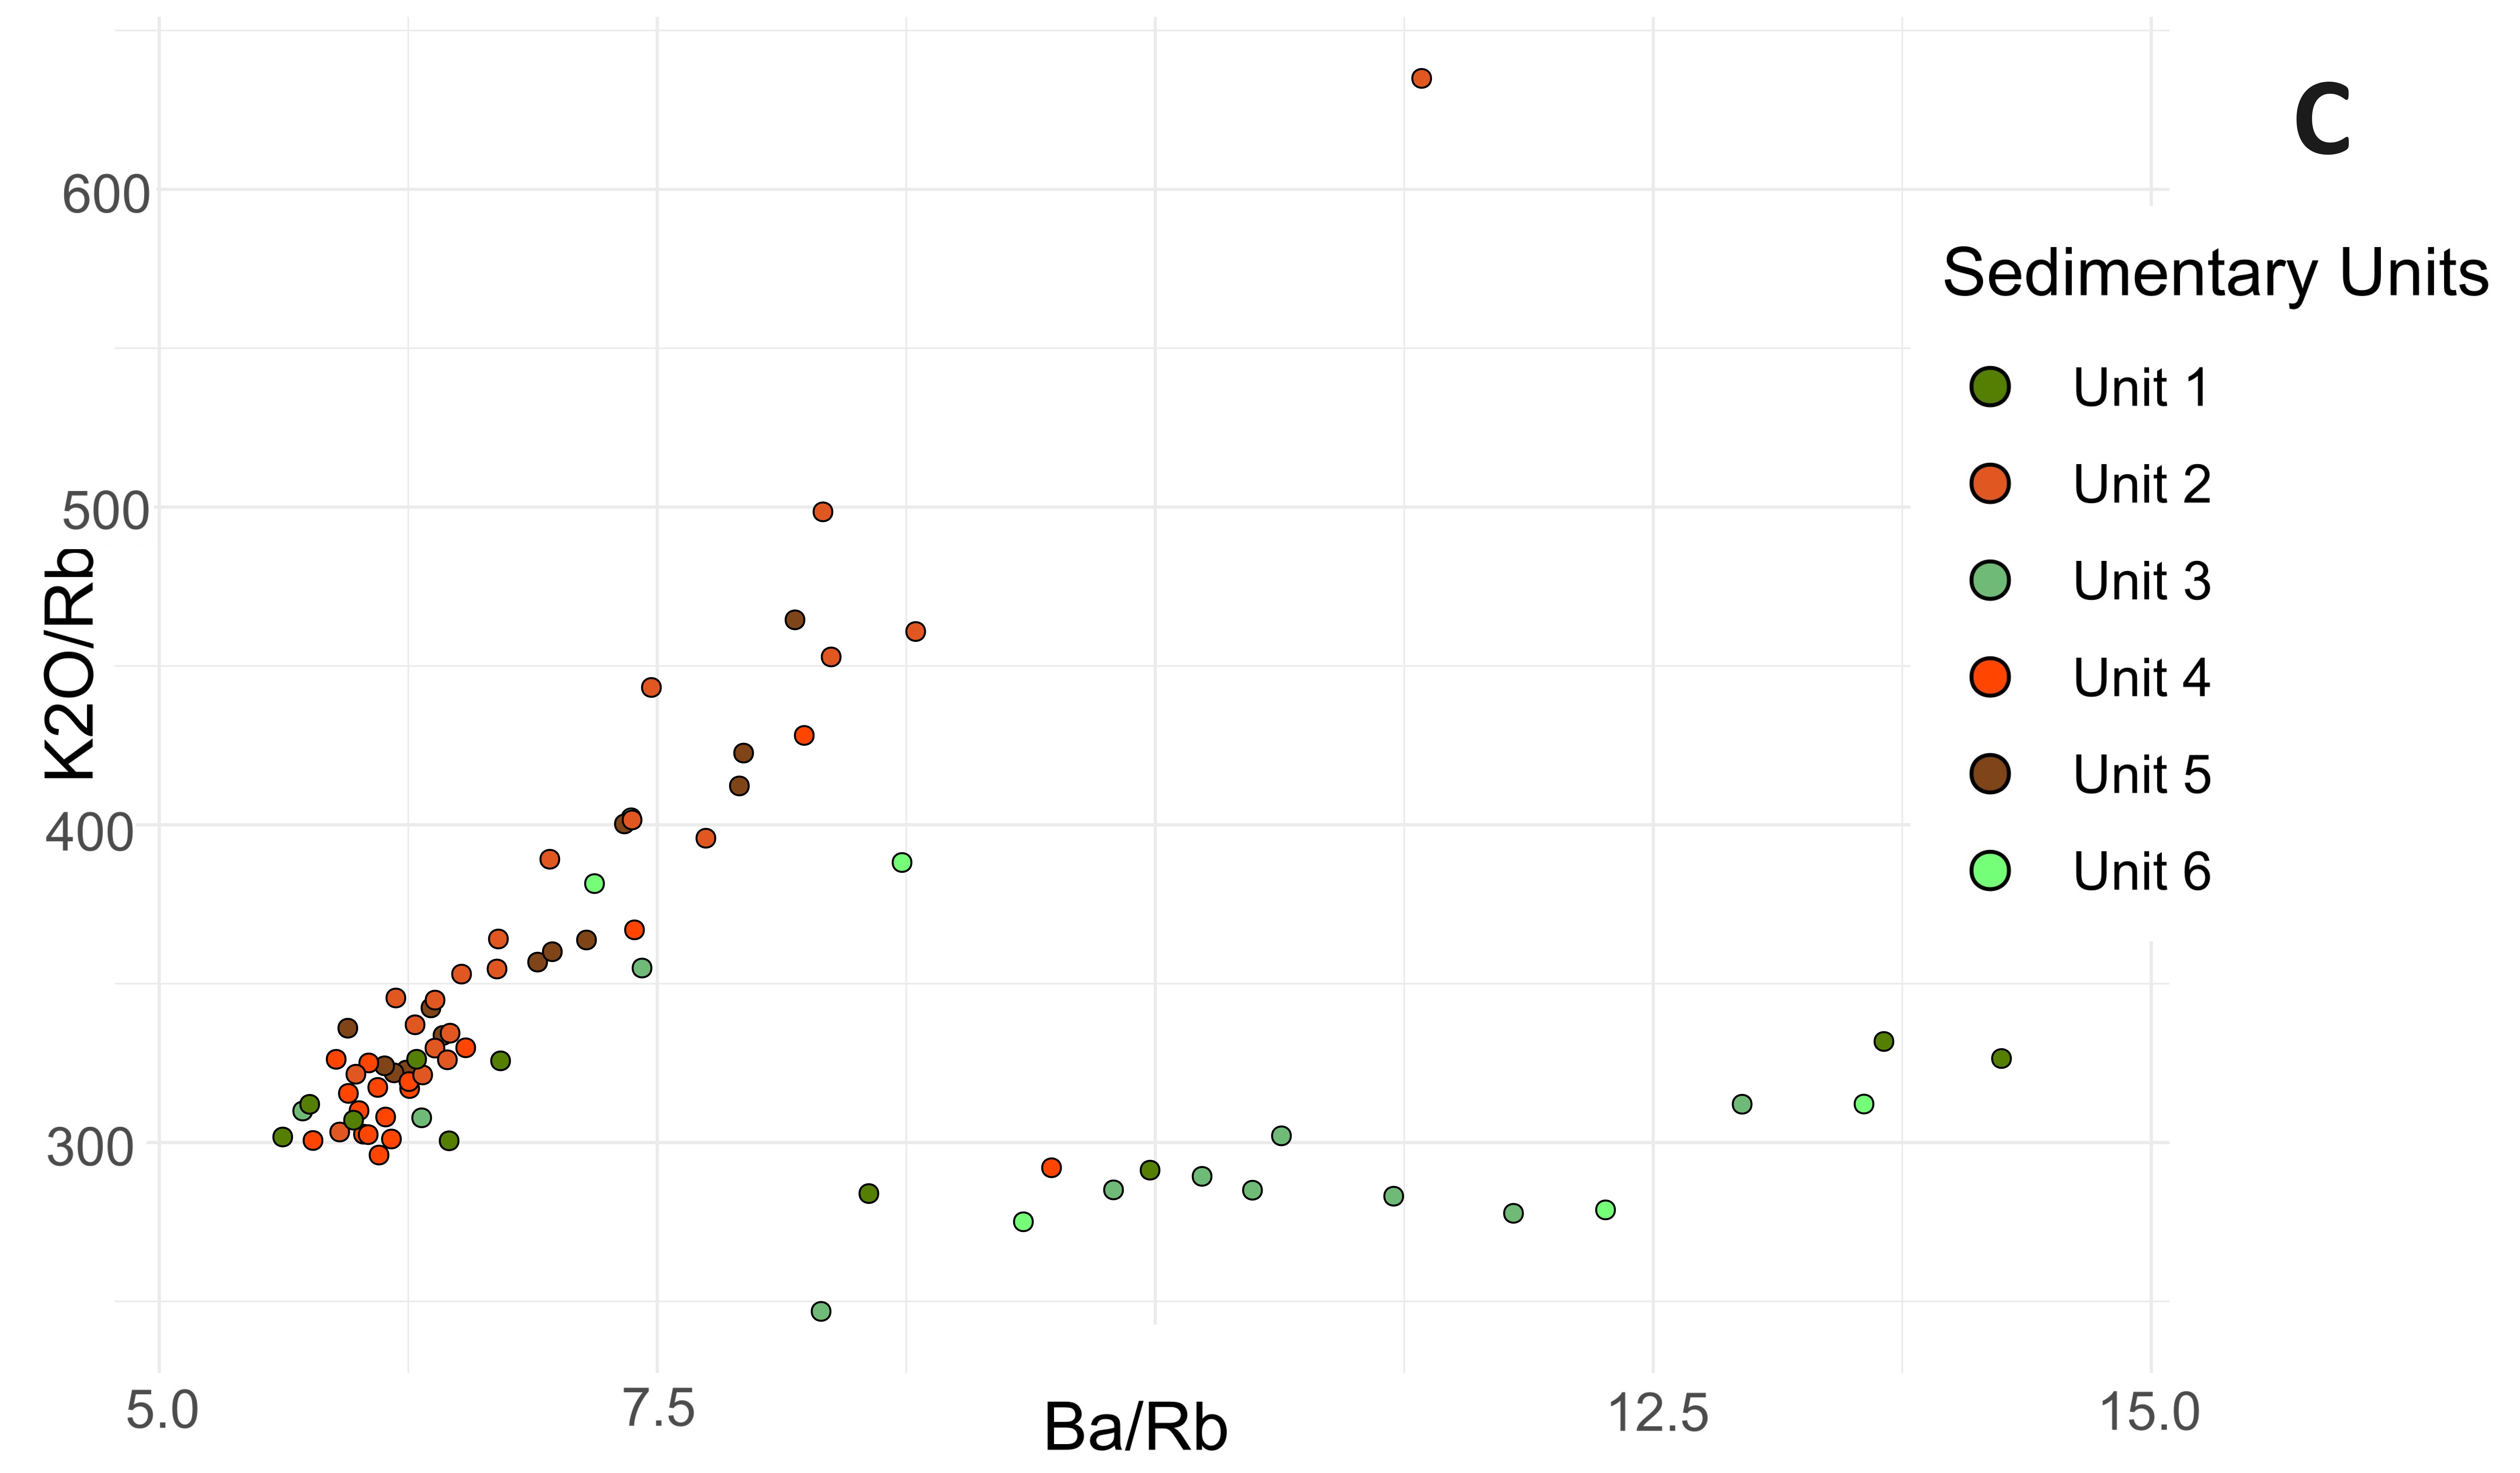 C
600
500
400
300
K2O/Rb
Sedimentary Units
Unit 1
Unit 2
Unit 3
Unit 4
Unit 5
Unit 6
5.0
7.5
12.5
15.0
Ba/Rb